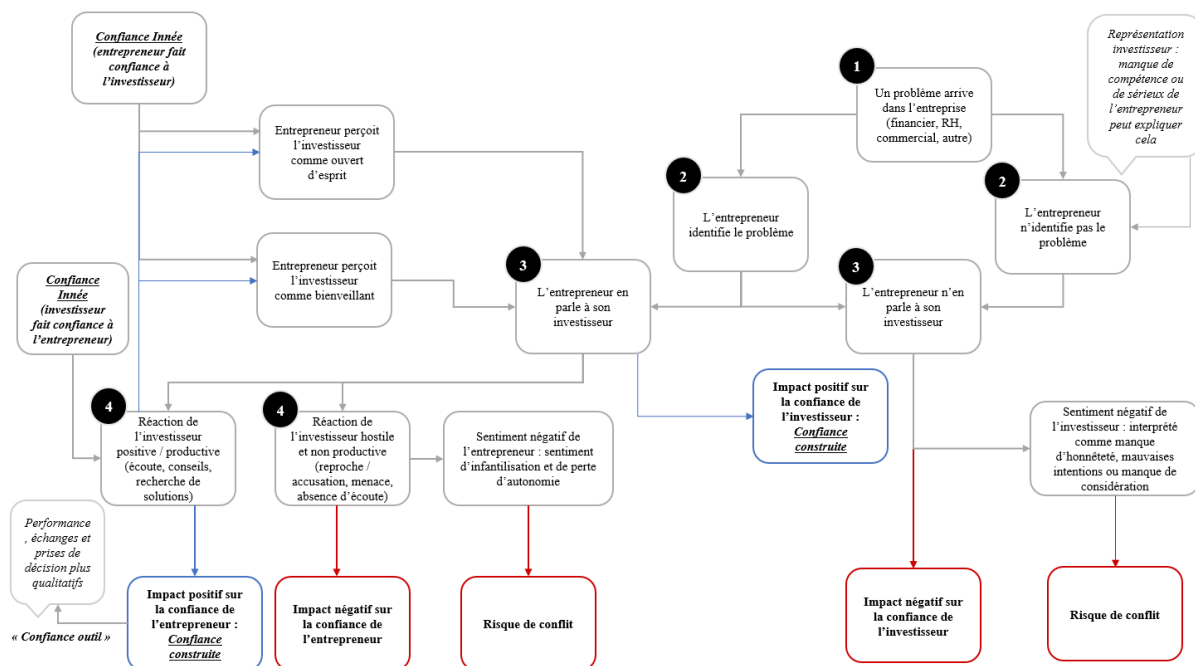 Confiance Innée
(entrepreneur fait
confiance à
l'investisseur)
1
Un problème arrive
dans l'entreprise
(financier, RH,
commercial, autre)
Représentation
investisseur :
manque de
compétence ou
de sérieux de
l'entrepreneur
peut expliquer
cela
Entrepreneur perçoit
l'investisseur
comme ouvert
d'esprit
2
L'entrepreneur
identifie le problème
2
L'entrepreneur
n'identifie pas le
problème
Confiance
Innée
(investisseur
fait confiance à
l'entrepreneur)
Entrepreneur perçoit
l'investisseur
comme bienveillant
3
L'entrepreneur en
parle à son
investisseur
3
L'entrepreneur n'en
parle à son
investisseur
4
Réaction de
l'investisseur
positive / productive
(écoute, conseils,
recherche de
solutions)
4
Réaction de
l'investisseur hostile
et non productive
(reproche /
accusation, menace,
absence d'écoute)
Sentiment négatif de
l'entrepreneur : sentiment
d'infantilisation et de perte
d'autonomie
Impact positif sur
la confiance de
l'investisseur :
Confiance
construite
Sentiment négatif de
l'investisseur : interprété
comme manque
d'honnêteté, mauvaises
intentions ou manque de
considération
Performance
, échanges et
prises de
décision plus
qualitatifs
« Confiance outil »
Impact positif sur
la confiance de
l'entrepreneur :
Confiance
construite
Impact négatif sur
la confiance de
l'entrepreneur
Risque de conflit
Impact négatif sur
la confiance de
l'investisseur
Risque de conflit